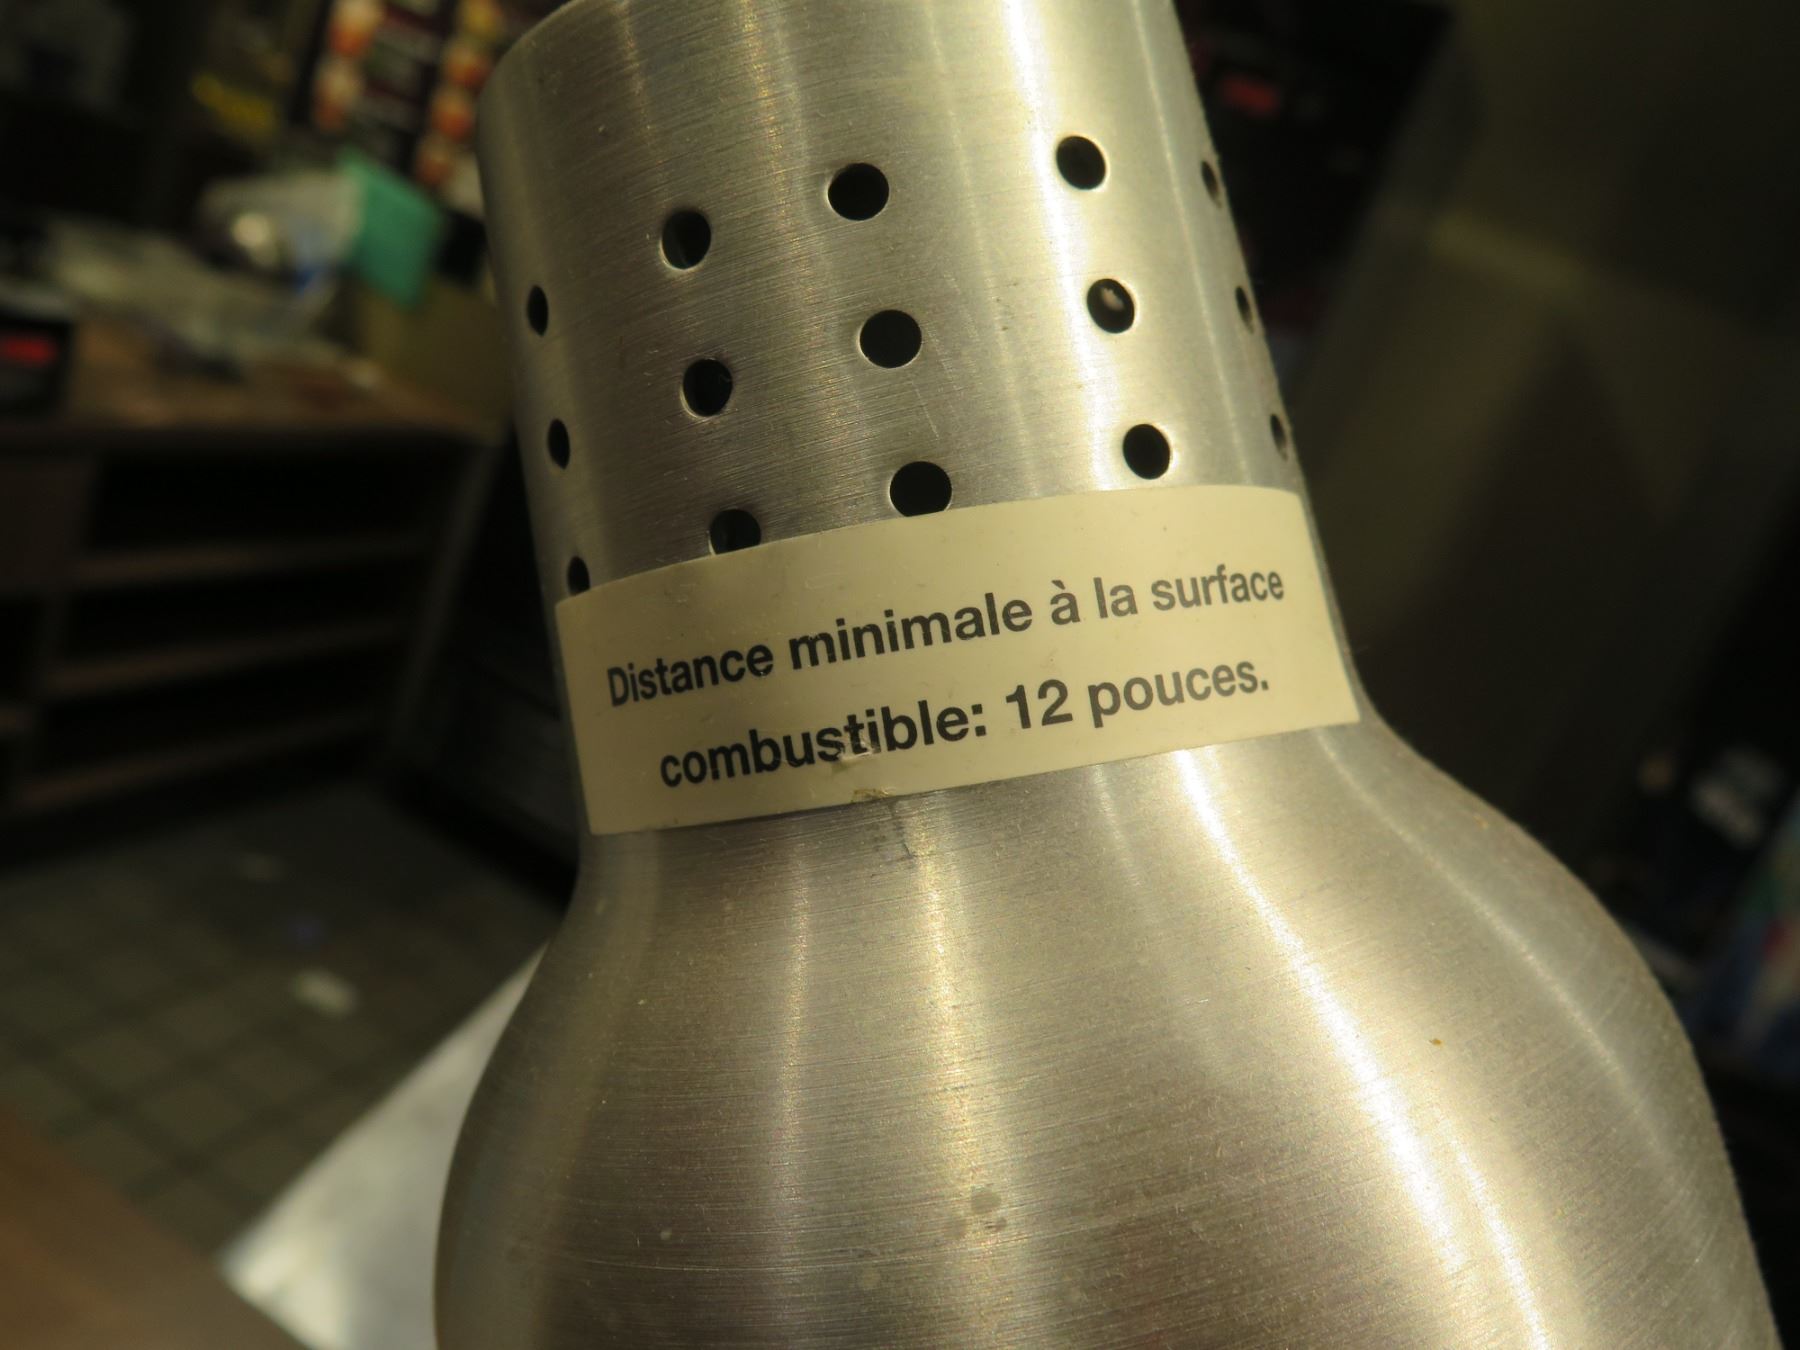 Distance minimale à la surface
combustible: 12 pouces.